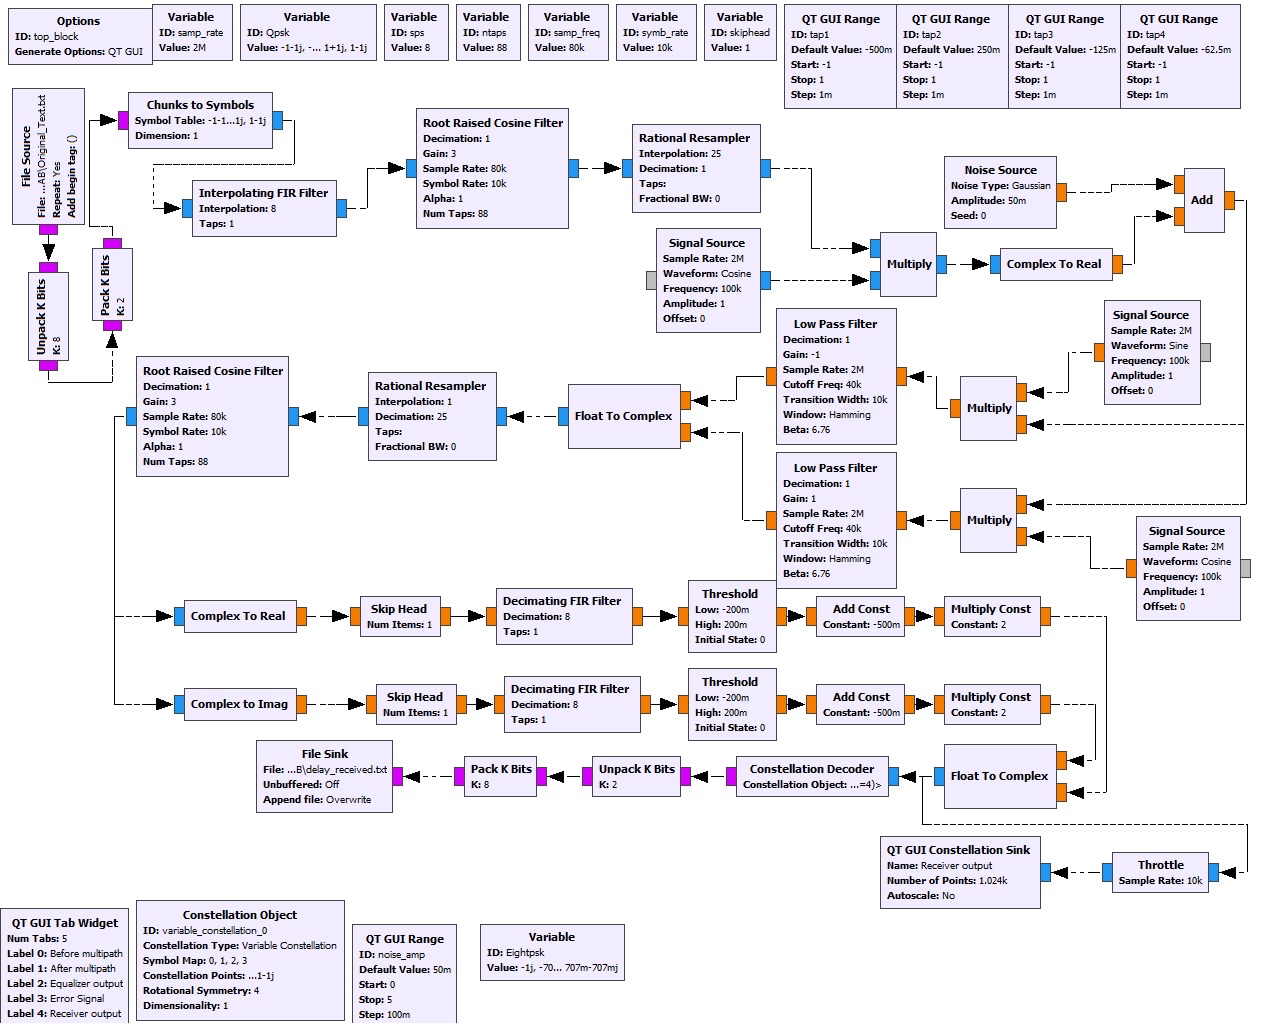 Options
ID: top_block
Generate Options: QT GUI
Variable
ID: samp_rate
Value: 2M
Variable
ID: Qpsk
Value: -1-1j, -... 1+1j, 1-1j
Variable
ID: sps
Value: 8
Variable
ID: ntaps
Value: 88
Variable
ID: samp_freq
Value: 80k
Variable
ID: symb_rate
Value: 10k
Variable
ID: skiphead
Value: 1
QT GUI Range
ID: tap1
Default Value: -500m
Start: -1
Stop: 1
Step: 1m
QT GUI Range
ID: tap2
Default Value: 250m
Start: -1
Stop: 1
Step: 1m
QT GUI Range
ID: tap3
Default Value: -125m
Start: -1
Stop: 1
Step: 1m
QT GUI Range
ID: tap4
Default Value: -62.5m
Start: -1
Stop: 1
Step: 1m
File Source
File: ...AB\Original_Text.txt
Repeat: Yes
Add begin tag: ()
Chunks to Symbols
Symbol Table: -1-1...1j, 1-1j
Dimension: 1
Interpolating FIR Filter
Interpolation: 8
Taps: 1
Root Raised Cosine Filter
Decimation: 1
Gain: 3
Sample Rate: 80k
Symbol Rate: 10k
Alpha: 1
Num Taps: 88
Rational Resampler
Interpolation: 25
Decimation: 1
Taps:
Fractional BW: 0
Noise Source
Noise Type: Gaussian
Amplitude: 50m
Seed: 0
Add
Unpack K Bits
K: 8
Pack K Bits
K: 2
Signal Source
Sample Rate: 2M
Waveform: Cosine
Frequency: 100k
Amplitude: 1
Offset: 0
Multiply
Complex To Real
Signal Source
Sample Rate: 2M
Waveform: Sine
Frequency: 100k
Amplitude: 1
Offset: 0
Multiply
Low Pass Filter
Decimation: 1
Gain: -1
Sample Rate: 2M
Cutoff Freq: 40k
Transition Width: 10k
Window: Hamming
Beta: 6.76
Float To Complex
Rational Resampler
Interpolation: 1
Decimation: 25
Taps:
Fractional BW: 0
Root Raised Cosine Filter
Decimation: 1
Gain: 3
Sample Rate: 80k
Symbol Rate: 10k
Alpha: 1
Num Taps: 88
Low Pass Filter
Decimation: 1
Gain: 1
Sample Rate: 2M
Cutoff Freq: 40k
Transition Width: 10k
Window: Hamming
Beta: 6.76
Multiply
Signal Source
Sample Rate: 2M
Waveform: Cosine
Frequency: 100k
Amplitude: 1
Offset: 0
Complex To Real
Skip Head
Num Items: 1
Decimating FIR Filter
Decimation: 8
Taps: 1
Threshold
Low: -200m
High: 200m
Initial State: 0
Add Const
Constant: -500m
Multiply Const
Constant: 2
Complex to Imag
Skip Head
Num Items: 1
Decimating FIR Filter
Decimation: 8
Taps: 1
Threshold
Low: -200m
High: 200m
Initial State: 0
Add Const
Constant: -500m
Multiply Const
Constant: 2
File Sink
File: ...B\delay_received.txt
Unbuffered: Off
Append file: Overwrite
Pack K Bits
K: 8
Unpack K Bits
K: 2
Constellation Decoder
Constellation Object: ...=4)>
Float To Complex
QT GUI Constellation Sink
Name: Receiver output
Number of Points: 1.024k
Autoscale: No
Throttle
Sample Rate: 10k
QT GUI Tab Widget
Num Tabs: 5
Label 0: Before multipath
Label 1: After multipath
Label 2: Equalizer output
Label 3: Error Signal
Label 4: Receiver output
Constellation Object
ID: variable_constellation_0
Constellation Type: Variable Constellation
Symbol Map: 0, 1, 2, 3
Constellation Points: ...1-1j
Rotational Symmetry: 4
Dimensionality: 1
QT GUI Range
ID: noise_amp
Default Value: 50m
Start: 0
Stop: 5
Step: 100m
Variable
ID: Eightpsk
Value: -1j, -70... 707m-707mj